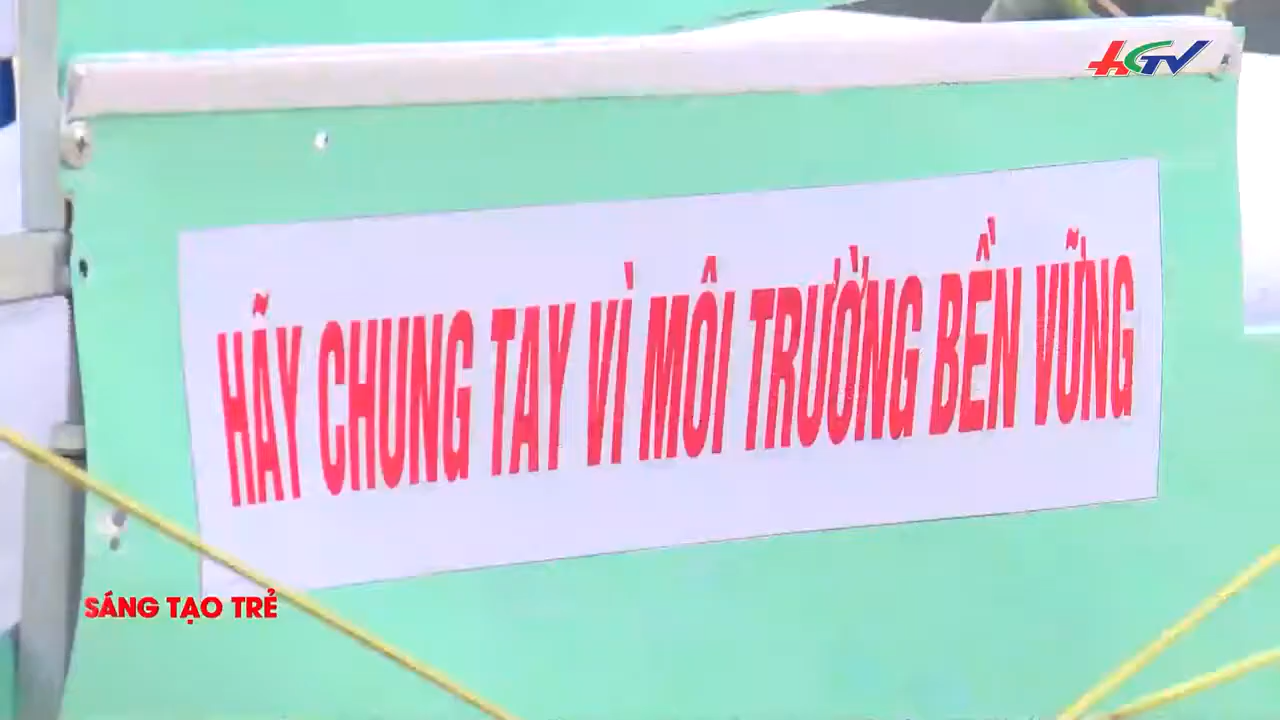 HGTV
HÃY CHUNG TAY VÌ MÔI TRƯỜNG BỀN VỮNG
SÁNG TẠO TRẺ